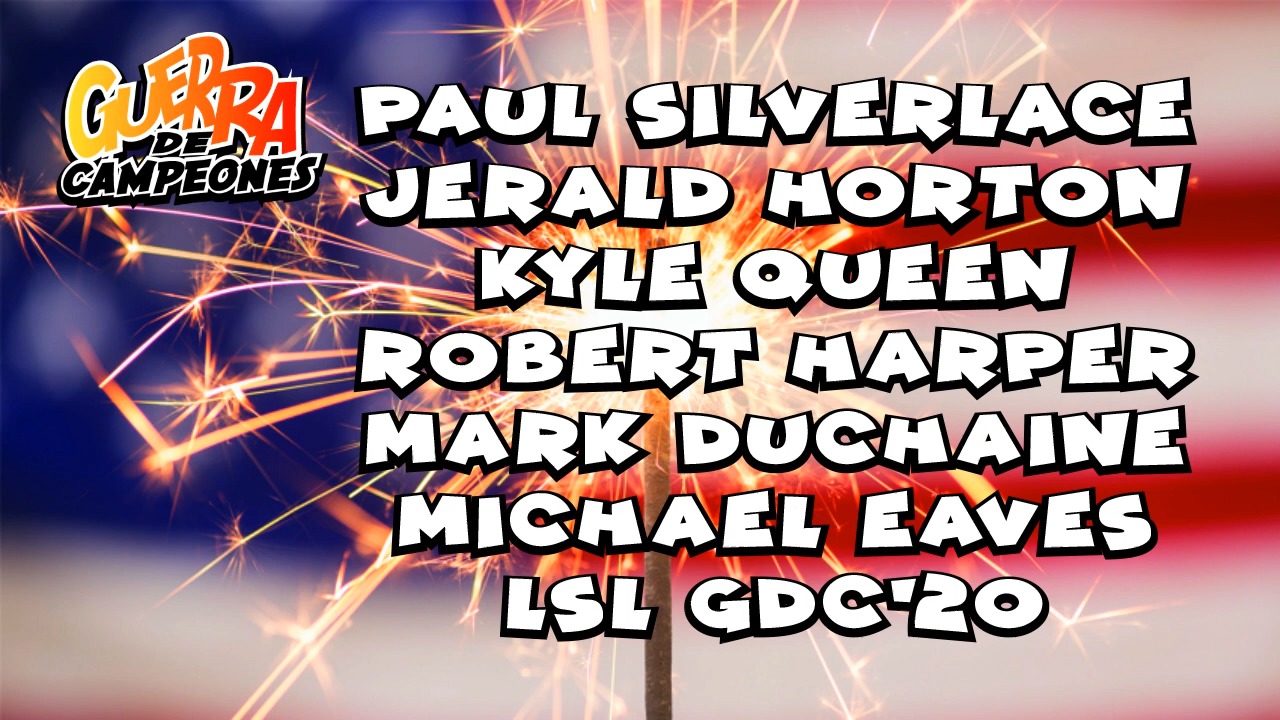 GUERRA
DE
CAMPEONES
PAUL SILVERLACE
JERALD HORTON
KYLE QUEEN
ROBERT HARPER
MARK DUCHAINE
MICHAEL EAVES
LSL GDC'20